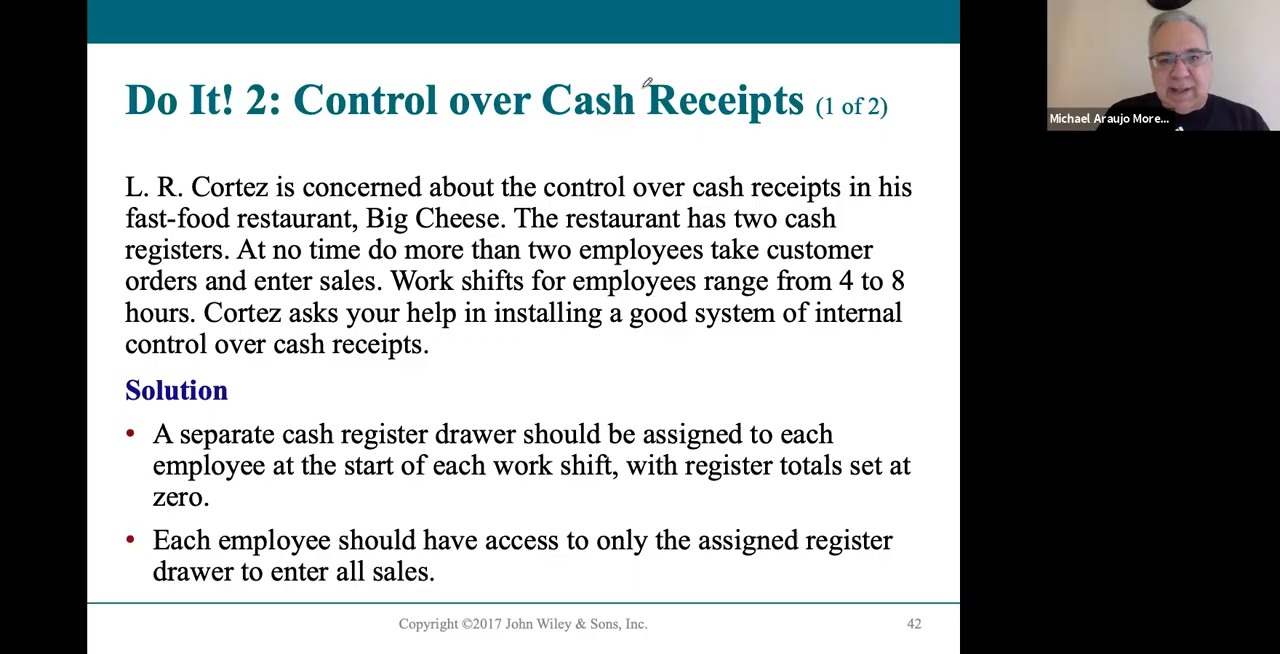 Do It! 2: Control over Cash Receipts (1 of 2)
Michael Araujo More...
L. R. Cortez is concerned about the control over cash receipts in his
fast-food restaurant, Big Cheese. The restaurant has two cash
registers. At no time do more than two employees take customer
orders and enter sales. Work shifts for employees range from 4 to 8
hours. Cortez asks your help in installing a good system of internal
control over cash receipts.
Solution
• A separate cash register drawer should be assigned to each
employee at the start of each work shift, with register totals set at
zero.
• Each employee should have access to only the assigned register
drawer to enter all sales.
Copyright ©2017 John Wiley & Sons, Inc.
42